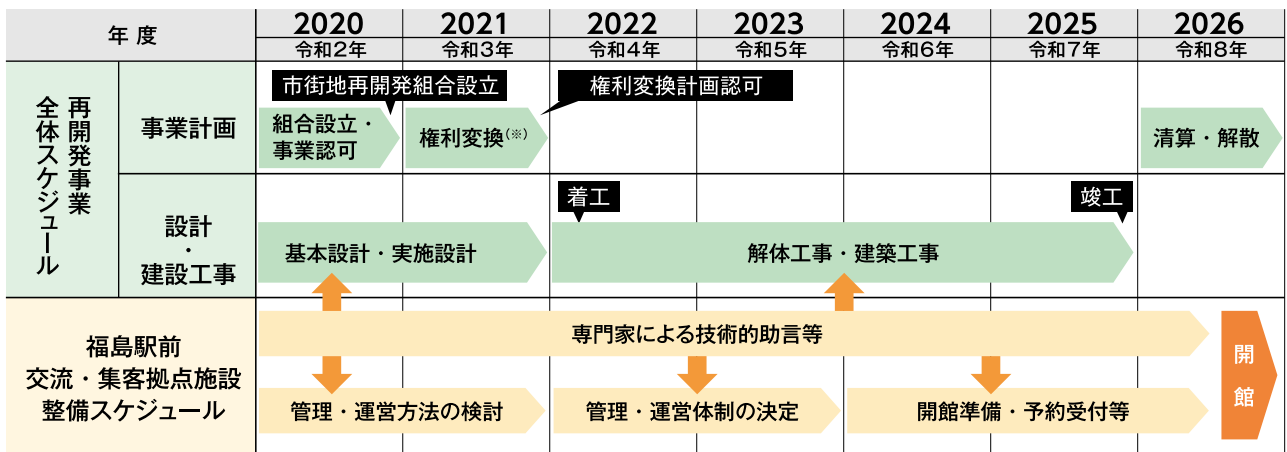 年度
2020
2021
2022
2023
2024
2025
2026
令和2年
令和3年
令和4年
令和5年
令和6年
令和7年
令和8年
再開発事業
全体スケジュール
事業計画
市街地再開発組合設立
権利変換計画認可
組合設立・
事業認可
権利変換(※)
清算・解散
設計
・
建設工事
着工
竣工
基本設計・実施設計
解体工事・建築工事
福島駅前
交流・集客拠点施設
整備スケジュール
専門家による技術的助言等
管理・運営方法の検討
管理・運営体制の決定
開館準備・予約受付等
開館